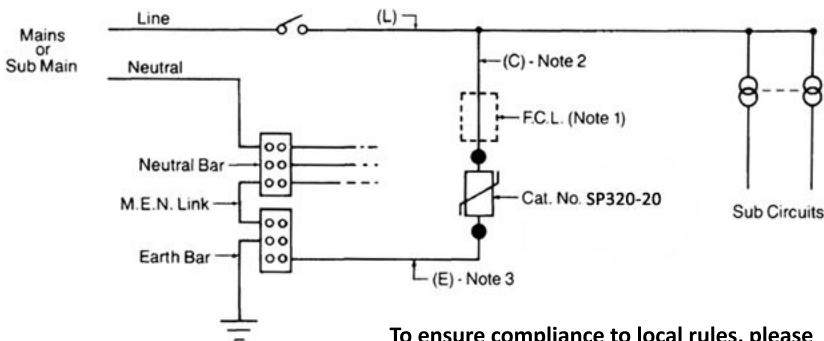 Mains
or
Sub Main
Line
Neutral
(L)
(C) - Note 2
F.C.L. (Note 1)
Neutral Bar
M.E.N. Link
Cat. No. SP320-20
Sub Circuits
Earth Bar
(E) - Note 3
To ensure compliance to local rules, please